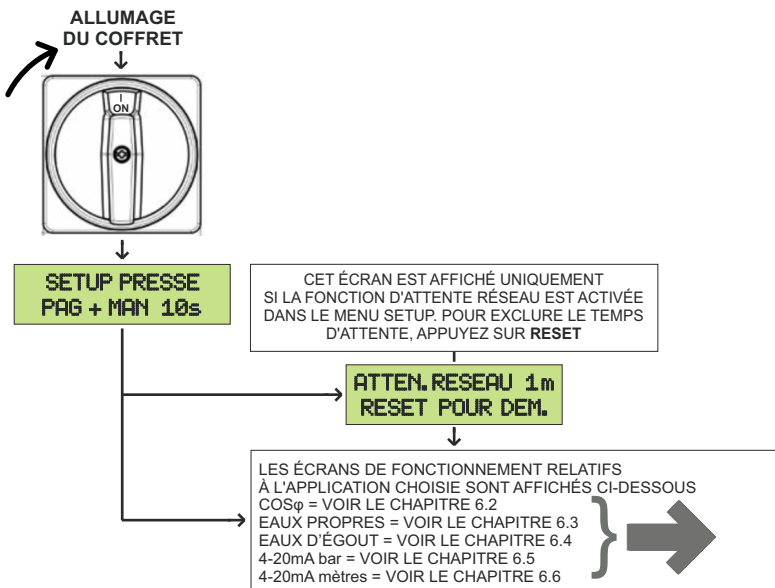 ALLUMAGE
DU COFFRET
I
ON
SETUP PRESSE
PAG + MAN 10s
CET ÉCRAN EST AFFICHÉ UNIQUEMENT
SI LA FONCTION D'ATTENTE RÉSEAU EST ACTIVÉE
DANS LE MENU SETUP. POUR EXCLURE LE TEMPS
D'ATTENTE, APPUYEZ SUR RESET
ATTEN.RESEAU 1m
RESET POUR DEM.
LES ÉCRANS DE FONCTIONNEMENT RELATIFS
À L'APPLICATION CHOISIE SONT AFFICHÉS CI-DESSOUS
COSφ = VOIR LE CHAPITRE 6.2
EAUX PROPRES = VOIR LE CHAPITRE 6.3
EAUX D'ÉGOUT = VOIR LE CHAPITRE 6.4
4-20mA bar = VOIR LE CHAPITRE 6.5
4-20mA mètres = VOIR LE CHAPITRE 6.6